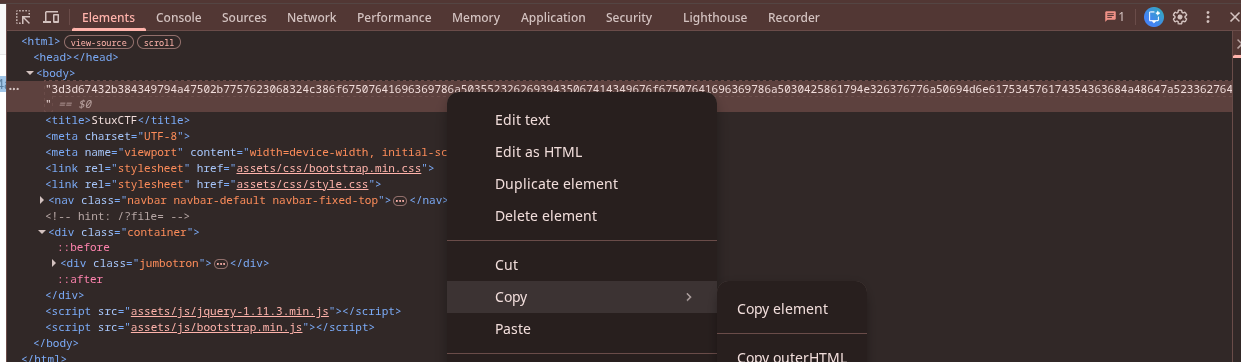 Elements Console Sources Network Performance Memory Application Security Lighthouse Recorder 1
<html> view-source scroll
<head></head>
<body>
"3d3d67432b384349794a47502b7757623068324c386f67507641696369786a503552326269394350674143496​76f67507641696369786a5030425861794e326376776a50694d6e617534576174354363684a48647a523362764
" == $0
<title>StuxCTF</title>
<meta charset="UTF-8">
<meta name="viewport" content="width=device-width, initial-sc
<link rel="stylesheet" href="assets/css/bootstrap.min.css">
<link rel="stylesheet" href="assets/css/style.css">
<nav class="navbar navbar-default navbar-fixed-top"> </nav>
<!-- hint: /?file= -->
<div class="container">
::before
<div class="jumbotron"> </div>
::after
</div>
<script src="assets/js/jquery-1.11.3.min.js"></script>
<script src="assets/js/bootstrap.min.js"></script>
</body>
</html>
Edit text
Edit as HTML
Duplicate element
Delete element
Cut
Copy
Paste
Copy element
Copy outerHTML